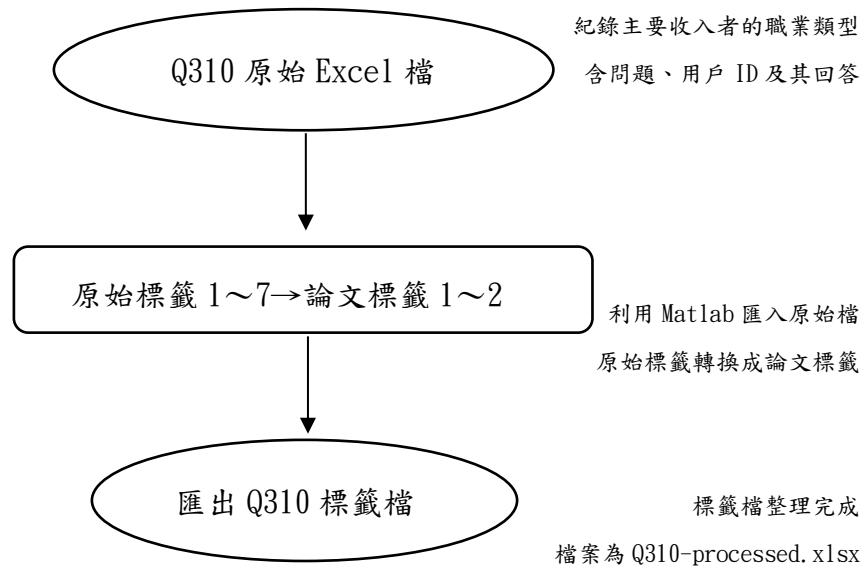 紀錄主要收入者的職業類型
Q310 原始 Excel 檔
含問題、用戶 ID 及其回答
原始標籤 1～7→論文標籤 1～2
利用 Matlab 匯入原始檔
原始標籤轉換成論文標籤
匯出 Q310 標籤檔
標籤檔整理完成
檔案為 Q310-processed.xlsx